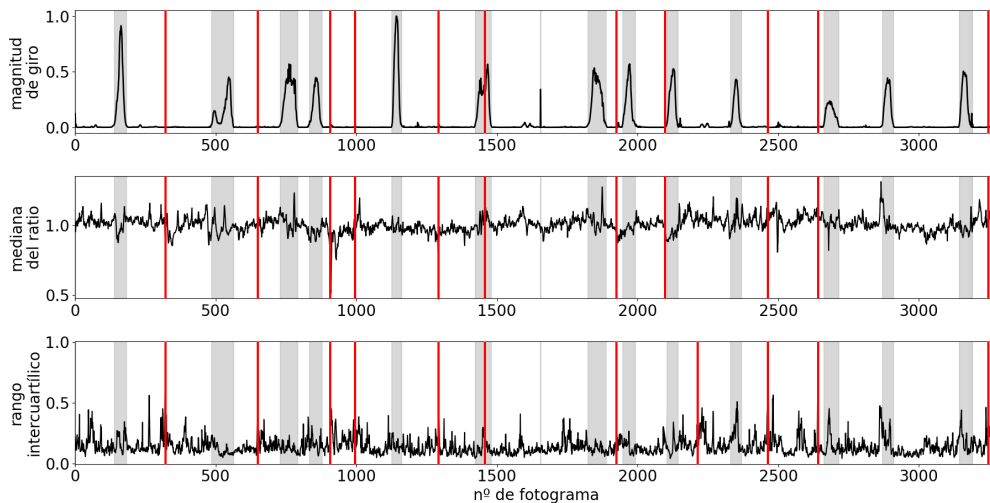 magnitud
de giro
1.0
0.5
0.0
0 500 1000 1500 2000 2500 3000
mediana
del ratio
1.0
0.5
0 500 1000 1500 2000 2500 3000
rango
intercuartílico
1.0
0.5
0.0
0 500 1000 1500 2000 2500 3000
nº de fotograma